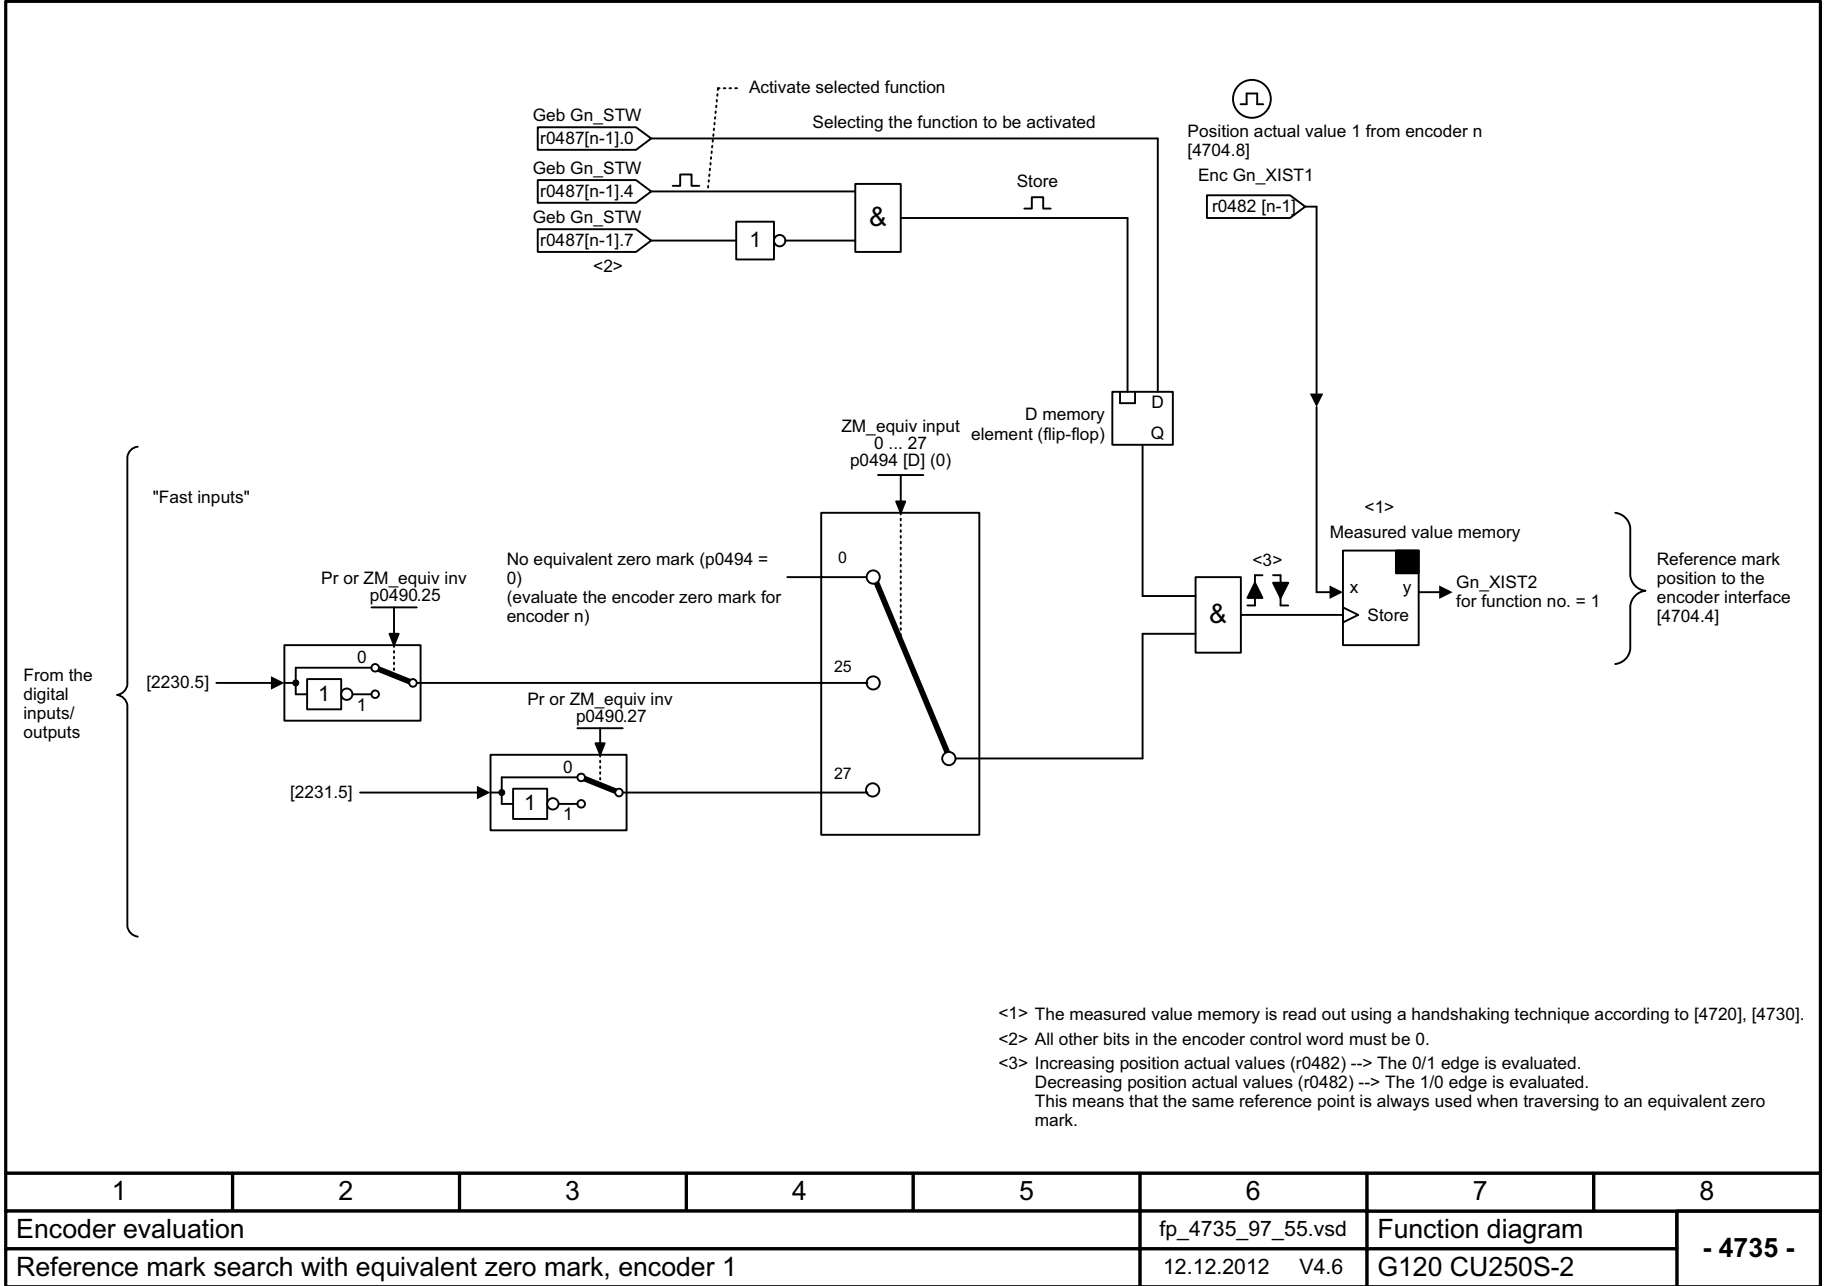 Activate selected function
Geb Gn_STW
r0487[n-1].0
Selecting the function to be activated
Geb Gn_STW
r0487[n-1].4
Geb Gn_STW
r0487[n-1].7
<2>
1
&
Store
Position actual value 1 from encoder n
[4704.8]
Enc Gn_XIST1
r0482 [n-1]
D memory
element (flip-flop)
D
Q
ZM_equiv input
0 ... 27
p0494 [D] (0)
"Fast inputs"
No equivalent zero mark (p0494 =
0)
(evaluate the encoder zero mark for
encoder n)
0
25
27
Pr or ZM_equiv inv
p0490.25
0
1
1
[2230.5]
Pr or ZM_equiv inv
p0490.27
0
1
1
[2231.5]
From the
digital
inputs/
outputs
&
<3>
<1>
Measured value memory
x
y
Store
Gn_XIST2
for function no. = 1
Reference mark
position to the
encoder interface
[4704.4]
<1> The measured value memory is read out using a handshaking technique according to [4720], [4730].
<2> All other bits in the encoder control word must be 0.
<3> Increasing position actual values (r0482) --> The 0/1 edge is evaluated.
Decreasing position actual values (r0482) --> The 1/0 edge is evaluated.
This means that the same reference point is always used when traversing to an equivalent zero
mark.
1 2 3 4 5 6 7 8
Encoder evaluation
fp_4735_97_55.vsd
Function diagram
- 4735 -
Reference mark search with equivalent zero mark, encoder 1
12.12.2012 V4.6
G120 CU250S-2